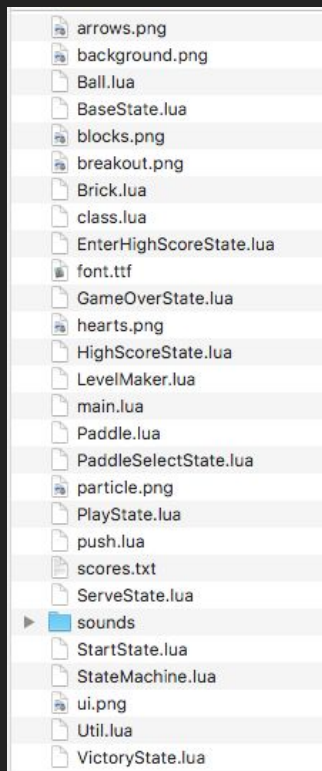 arrows.png
background.png
Ball.lua
BaseState.lua
blocks.png
breakout.png
Brick.lua
class.lua
EnterHighScoreState.lua
font.ttf
GameOverState.lua
hearts.png
HighScoreState.lua
LevelMaker.lua
main.lua
Paddle.lua
PaddleSelectState.lua
particle.png
PlayState.lua
push.lua
scores.txt
ServeState.lua
sounds
StartState.lua
StateMachine.lua
ui.png
Util.lua
VictoryState.lua